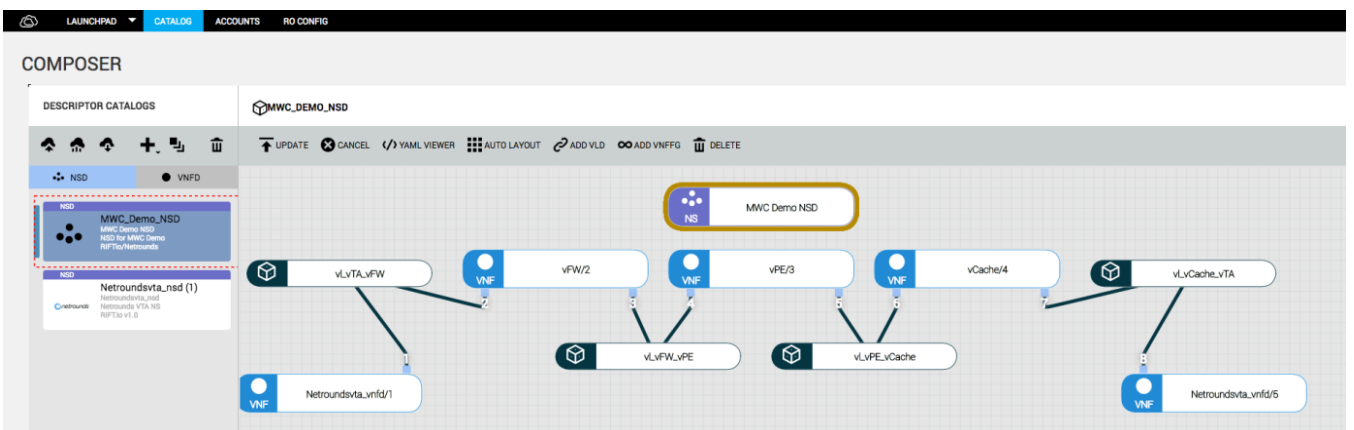 LAUNCHPAD CATALOG ACCOUNTS RO CONFIG
COMPOSER
DESCRIPTOR CATALOGS
MWC_DEMO_NSD
UPDATE CANCEL YAML VIEWER AUTO LAYOUT ADD VLD ADD VNFFG DELETE
NSD VNFD
NSD
MWC_Demo_NSD
MWC Demo NSD
NSD for MWC Demo
RIFTio/Netrounds
NSD
Netroundsvta_nsd (1)
Netroundsvta_nsd
netrounds
Netrounds VTA NS
RIFT.io v1.0
NS
MWC Demo NSD
vl_vTA_vFW
VNF
vFW/2
VNF
vPE/3
VNF
vCache/4
vl_vCache_vTA
2
3
4
5
6
7
vl_vFW_vPE
vl_vPE_vCache
1
8
VNF
Netroundsvta_vnfd/1
VNF
Netroundsvta_vnfd/5